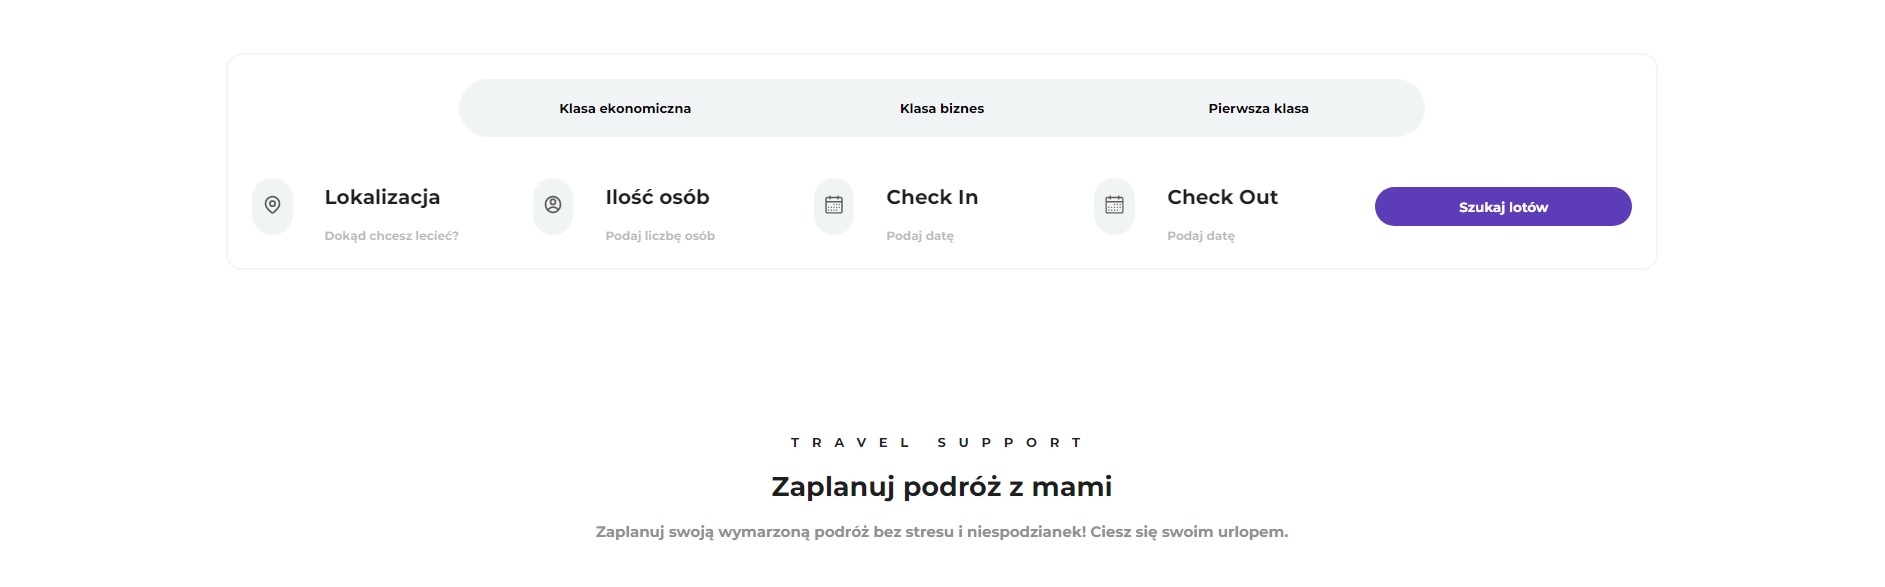 Klasa ekonomiczna Klasa biznes Pierwsza klasa
Lokalizacja Ilość osób Check In Check Out Szukaj lotów
Dokąd chcesz lecieć? Podaj liczbę osób Podaj datę Podaj datę
TRAVEL SUPPORT
Zaplanuj podróż z mami
Zaplanuj swoją wymarzoną podróż bez stresu i niespodzianek! Ciesz się swoim urlopem.